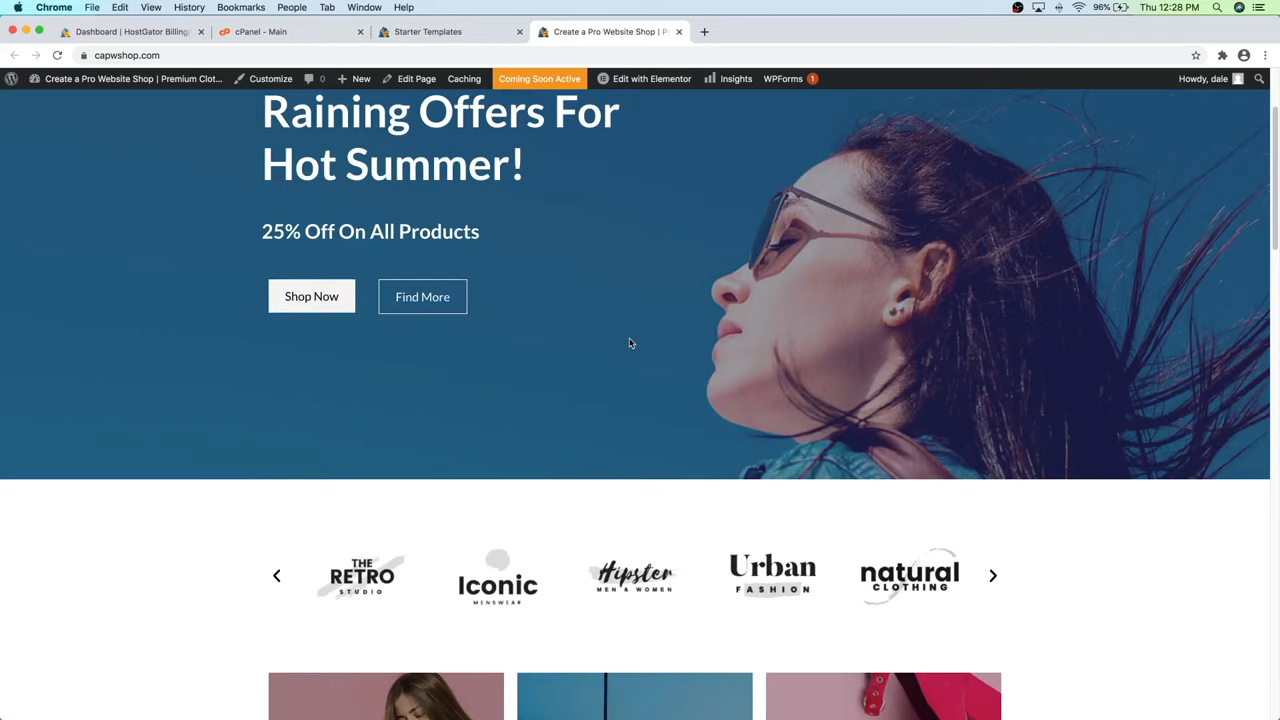 Chrome File Edit View History Bookmarks People Tab Window Help 96% Thu 12:28 PM
Dashboard | HostGator Billing/ cPanel - Main Starter Templates Create a Pro Website Shop | P
capwshop.com
Create a Pro Website Shop | Premium Clot... Customize 0 New Edit Page Caching Coming Soon Active Edit with Elementor Insights WPForms 1 Howdy, dale
Raining Offers For
Hot Summer!
25% Off On All Products
Shop Now Find More
THE
RETRO
STUDIO
Iconic
MENSWEAR
Hipster
MEN & WOMEN
Urban
FASHION
natural
CLOTHING